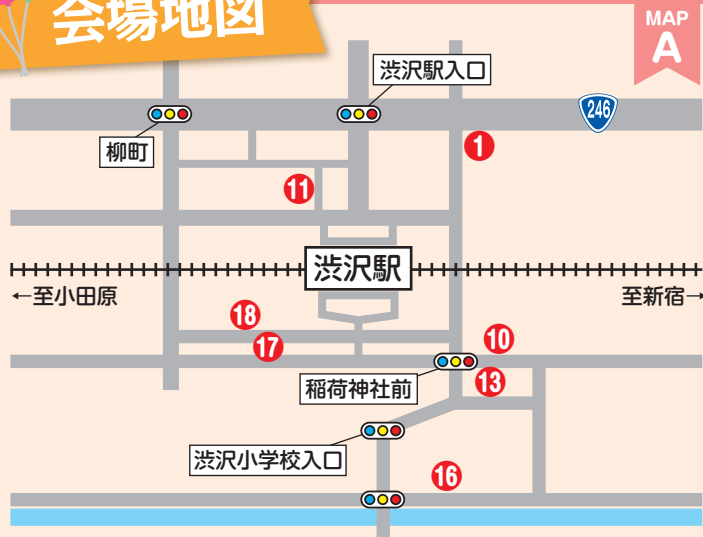 会場地図
MAP
A
渋沢駅入口
246
柳町
1
11
渋沢駅
←至小田原
至新宿→
18
17
10
稲荷神社前
13
渋沢小学校入口
16